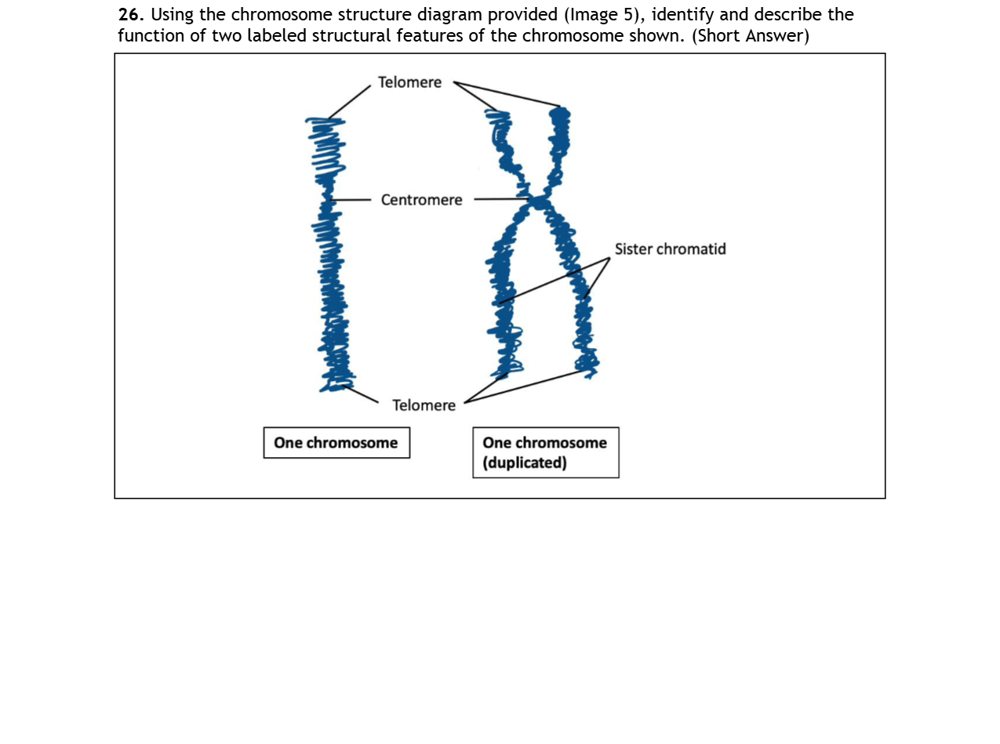 26. Using the chromosome structure diagram provided (Image 5), identify and describe the
function of two labeled structural features of the chromosome shown. (Short Answer)
Telomere
Centromere
Sister chromatid
Telomere
One chromosome
One chromosome
(duplicated)